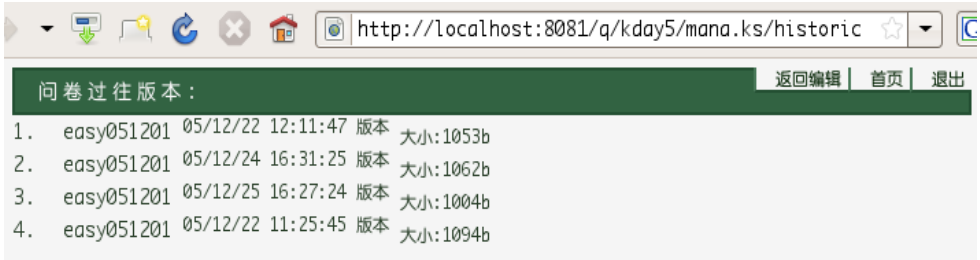 http://localhost:8081/q/kday5/mana.ks/historic
返回编辑 首页 退出
问卷过往版本:
1. easy051201 05/12/22 12:11:47 版本 大小:1053b
2. easy051201 05/12/24 16:31:25 版本 大小:1062b
3. easy051201 05/12/25 16:27:24 版本 大小:1004b
4. easy051201 05/12/22 11:25:45 版本 大小:1094b